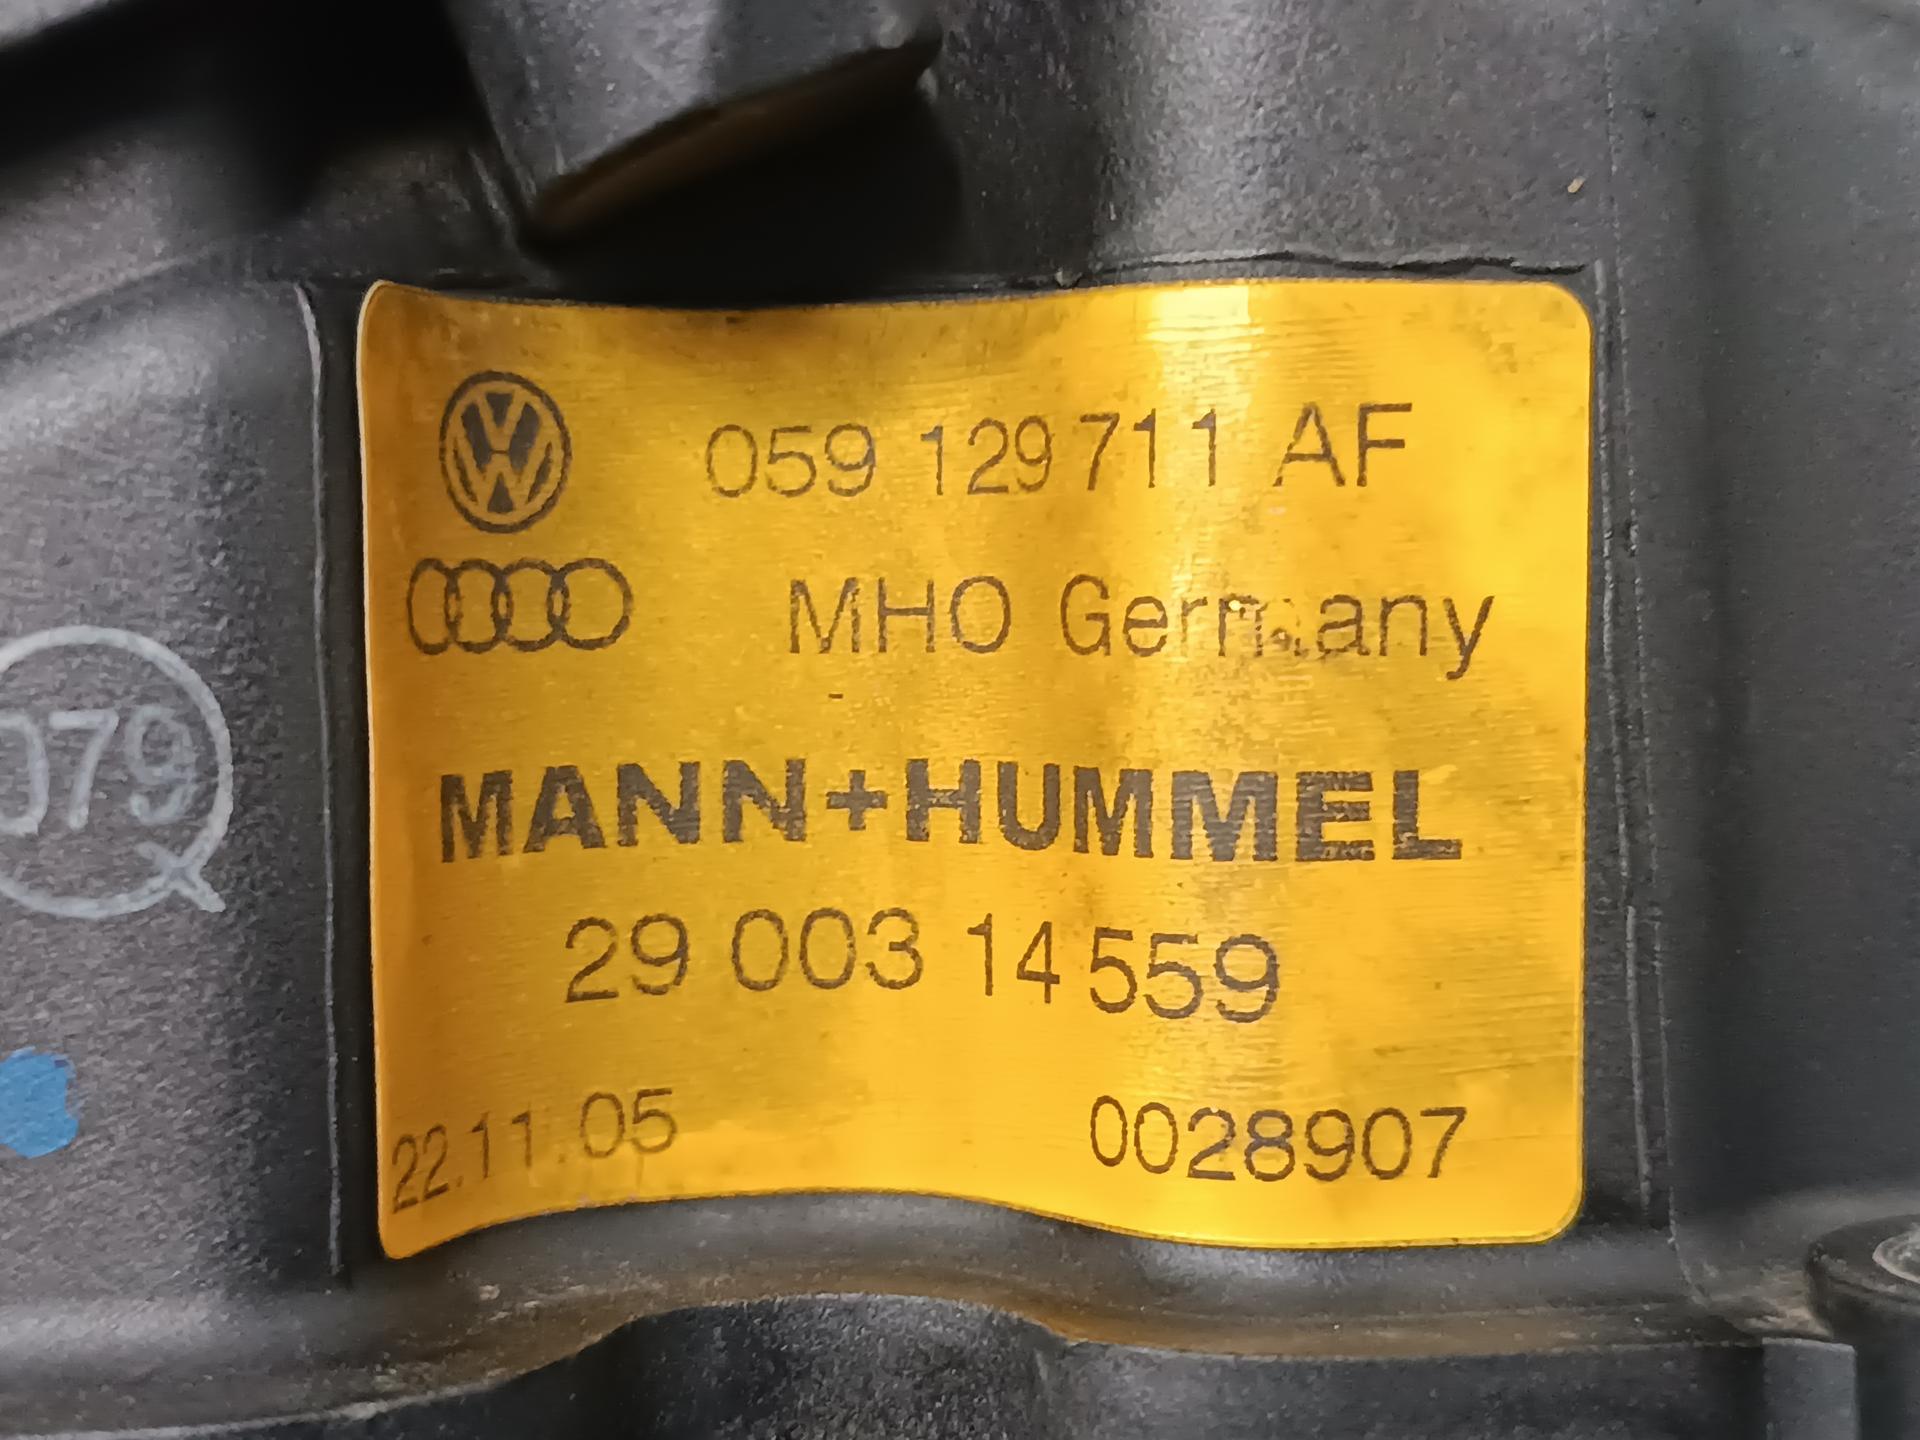 059 129 711 AF
MHO Germany
MANN+HUMMEL
29 003 14 559
22.11.05 0028907
079